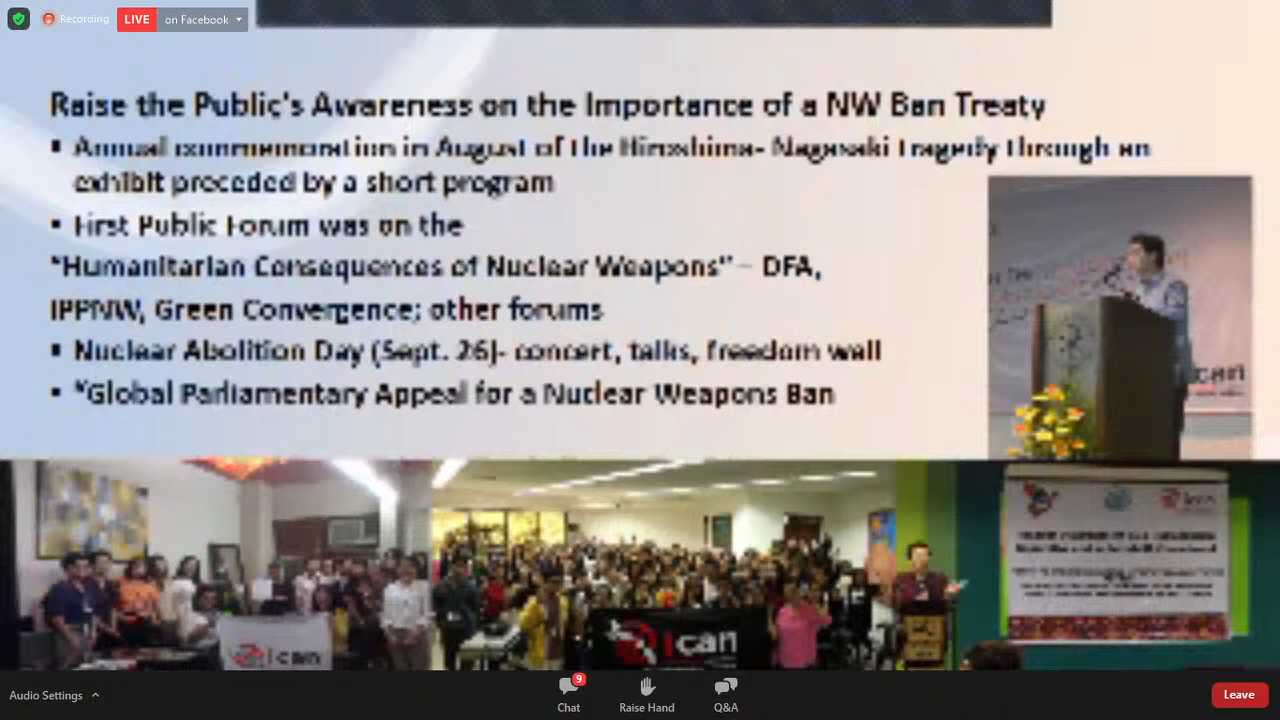 Recording
LIVE on Facebook
Raise the Public's Awareness on the Importance of a NW Ban Treaty
▪ Annual commemoration in August of the Hiroshima- Nagasaki tragedy through an
exhibit preceded by a short program
▪ First Public Forum was on the
"Humanitarian Consequences of Nuclear Weapons" – DFA,
IPPNW, Green Convergence; other forums
▪ Nuclear Abolition Day (Sept. 26)- concert, talks, freedom wall
▪ "Global Parliamentary Appeal for a Nuclear Weapons Ban
ican
ican
ican
Audio Settings
9
Chat
Raise Hand
Q&A
Leave